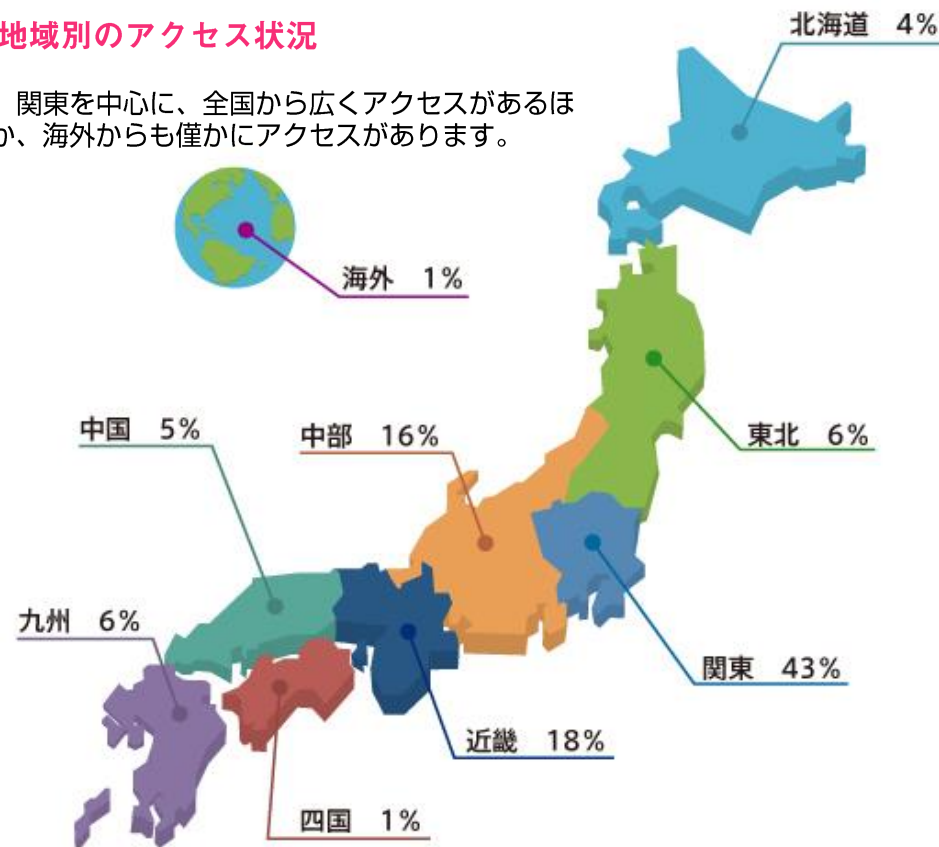 地域別のアクセス状況
関東を中心に、全国から広くアクセスがあるほ
か、海外からも僅かにアクセスがあります。
北海道 4%
海外 1%
中国 5%
中部 16%
東北 6%
九州 6%
関東 43%
近畿 18%
四国 1%